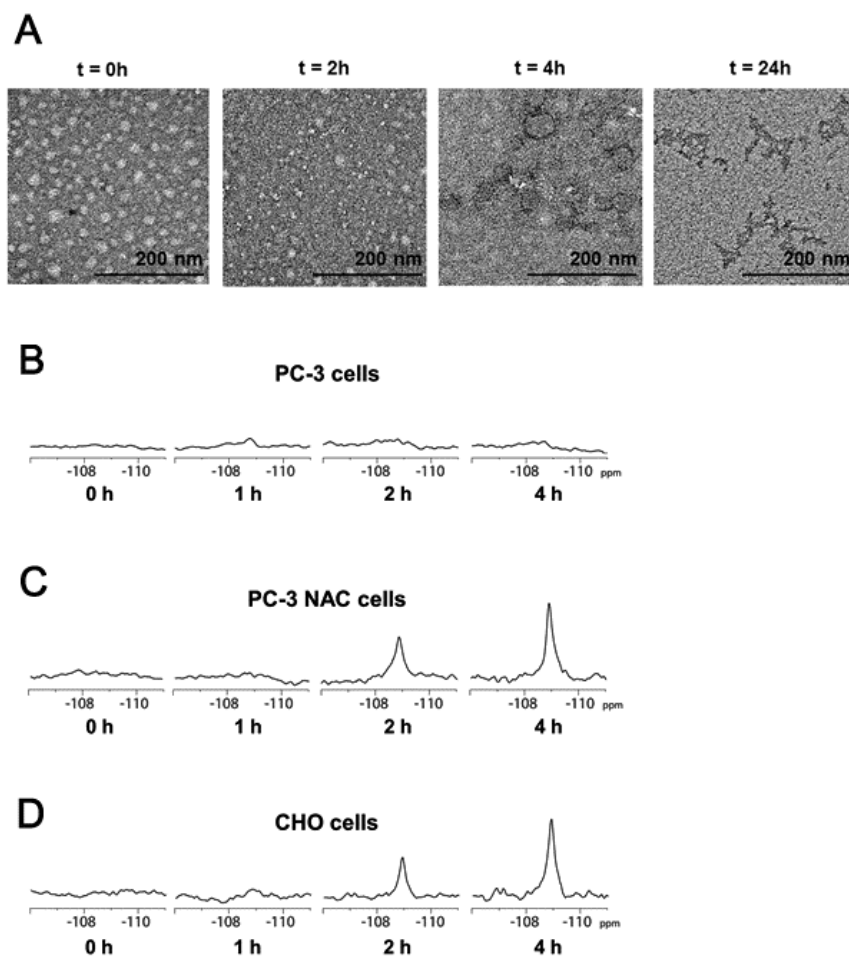 A
t = 0h t = 2h t = 4h t = 24h
200 nm 200 nm 200 nm 200 nm
B
PC-3 cells
-108 -110 -108 -110 -108 -110 -108 -110 ppm
0 h 1 h 2 h 4 h
C
PC-3 NAC cells
-108 -110 -108 -110 -108 -110 -108 -110 ppm
0 h 1 h 2 h 4 h
D
CHO cells
-108 -110 -108 -110 -108 -110 -108 -110 ppm
0 h 1 h 2 h 4 h